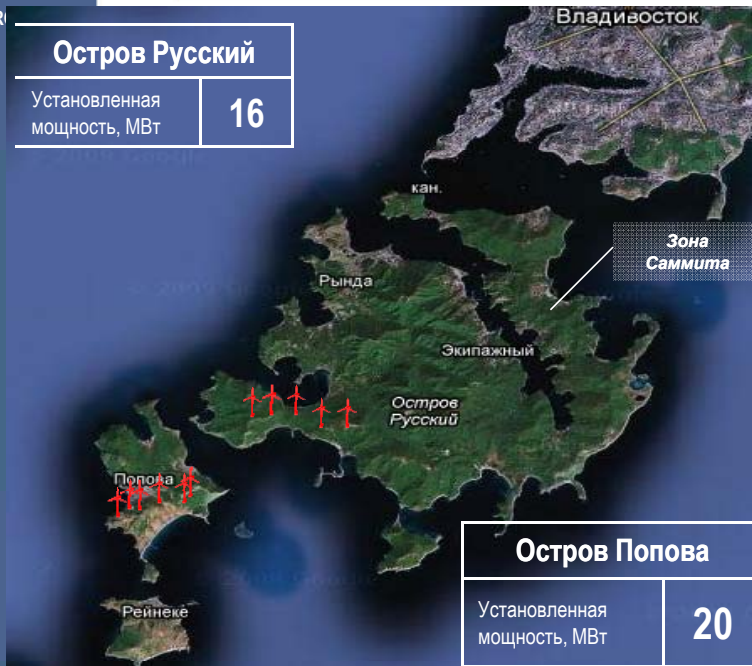 Владивосток
Остров Русский
Установленная
мощность, МВт
16
кан.
Зона
Саммита
Рында
Экипажный
Остров
Русский
Попова
Рейнеке
Остров Попова
Установленная
мощность, МВт
20